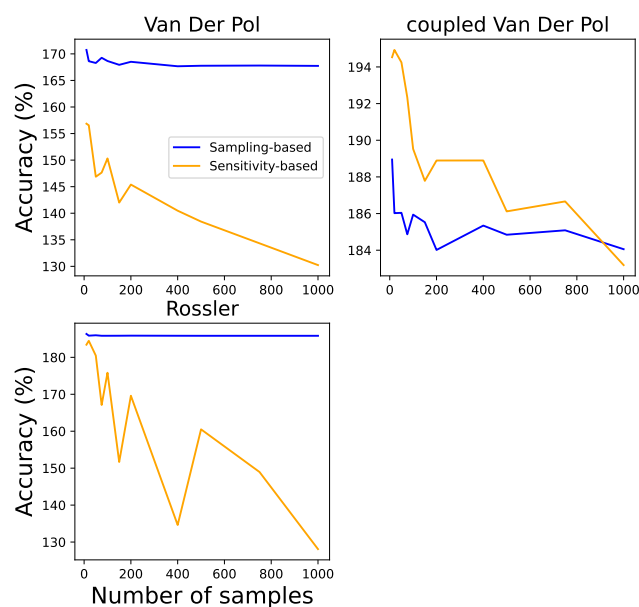 Van Der Pol
coupled Van Der Pol
Accuracy (%)
170
165
160
155
150
145
140
135
130
Sampling-based
Sensitivity-based
0 200 400 600 800 1000
194
192
190
188
186
184
0 200 400 600 800 1000
Rossler
Accuracy (%)
180
170
160
150
140
130
0 200 400 600 800 1000
Number of samples